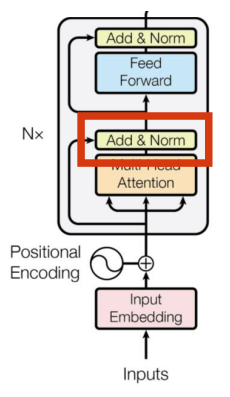 Add & Norm
Feed
Forward
N×
Add & Norm
Multi-Head
Attention
Positional
Encoding
Input
Embedding
Inputs